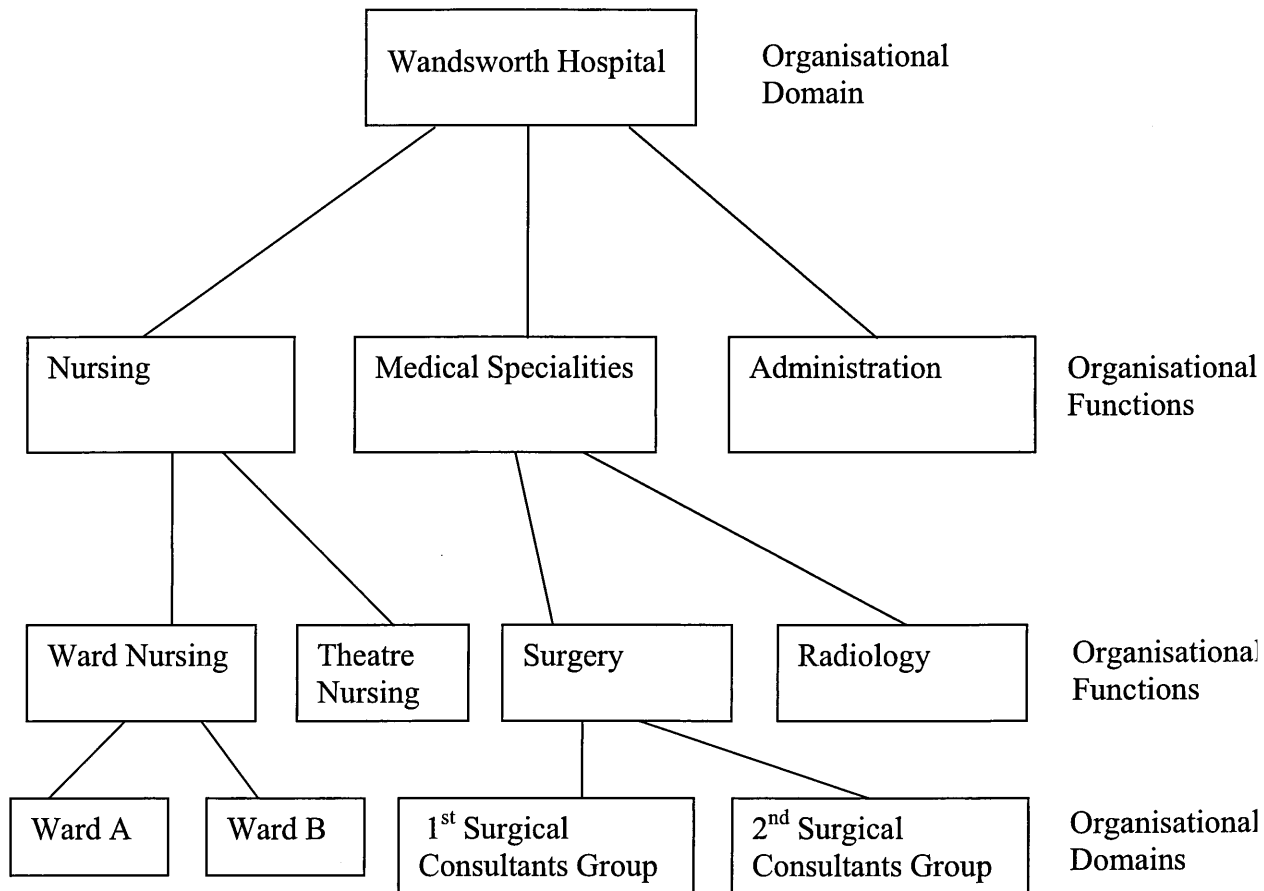 Wandsworth Hospital
Organisational
Domain
Nursing
Medical Specialities
Administration
Organisational
Functions
Ward Nursing
Theatre
Nursing
Surgery
Radiology
Organisational
Functions
Ward A
Ward B
1st Surgical
Consultants Group
2nd Surgical
Consultants Group
Organisational
Domains